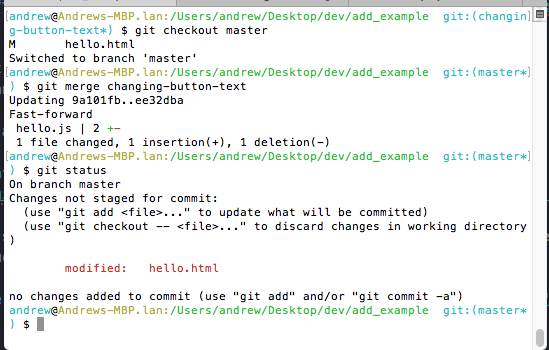 [andrew@Andrews-MBP.lan:/Users/andrew/Desktop/dev/add_example  git:(changin]
g-button-text*) $ git checkout master
M       hello.html
Switched to branch 'master'
[andrew@Andrews-MBP.lan:/Users/andrew/Desktop/dev/add_example  git:(master*]
) $ git merge changing-button-text
Updating 9a101fb..ee32dba
Fast-forward
 hello.js | 2 +-
 1 file changed, 1 insertion(+), 1 deletion(-)
[andrew@Andrews-MBP.lan:/Users/andrew/Desktop/dev/add_example  git:(master*]
) $ git status
On branch master
Changes not staged for commit:
  (use "git add <file>..." to update what will be committed)
  (use "git checkout -- <file>..." to discard changes in working directory
)
        modified:   hello.html
no changes added to commit (use "git add" and/or "git commit -a")
andrew@Andrews-MBP.lan:/Users/andrew/Desktop/dev/add_example  git:(master*
) $